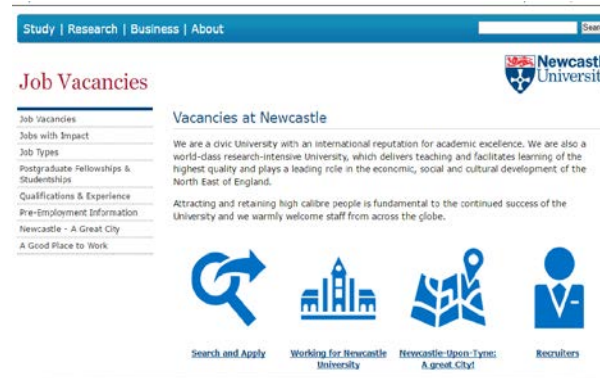 Study | Research | Business | About
Job Vacancies
Newcastle
University
Job Vacancies
Jobs with Impact
Job Types
Postgraduate Fellowships &
Studentships
Qualifications & Experience
Pre-Employment Information
Newcastle - A Great City
A Good Place to Work
Vacancies at Newcastle
We are a civic University with an international reputation for academic excellence. We are also a
world-class research-intensive University, which delivers teaching and facilitates learning of the
highest quality and plays a leading role in the economic, social and cultural development of the
North East of England.
Attracting and retaining high calibre people is fundamental to the continued success of the
University and we warmly welcome staff from across the globe.
Search and Apply
Working for Newcastle
University
Newcastle-Upon-Tyne:
A great City!
Recruiters